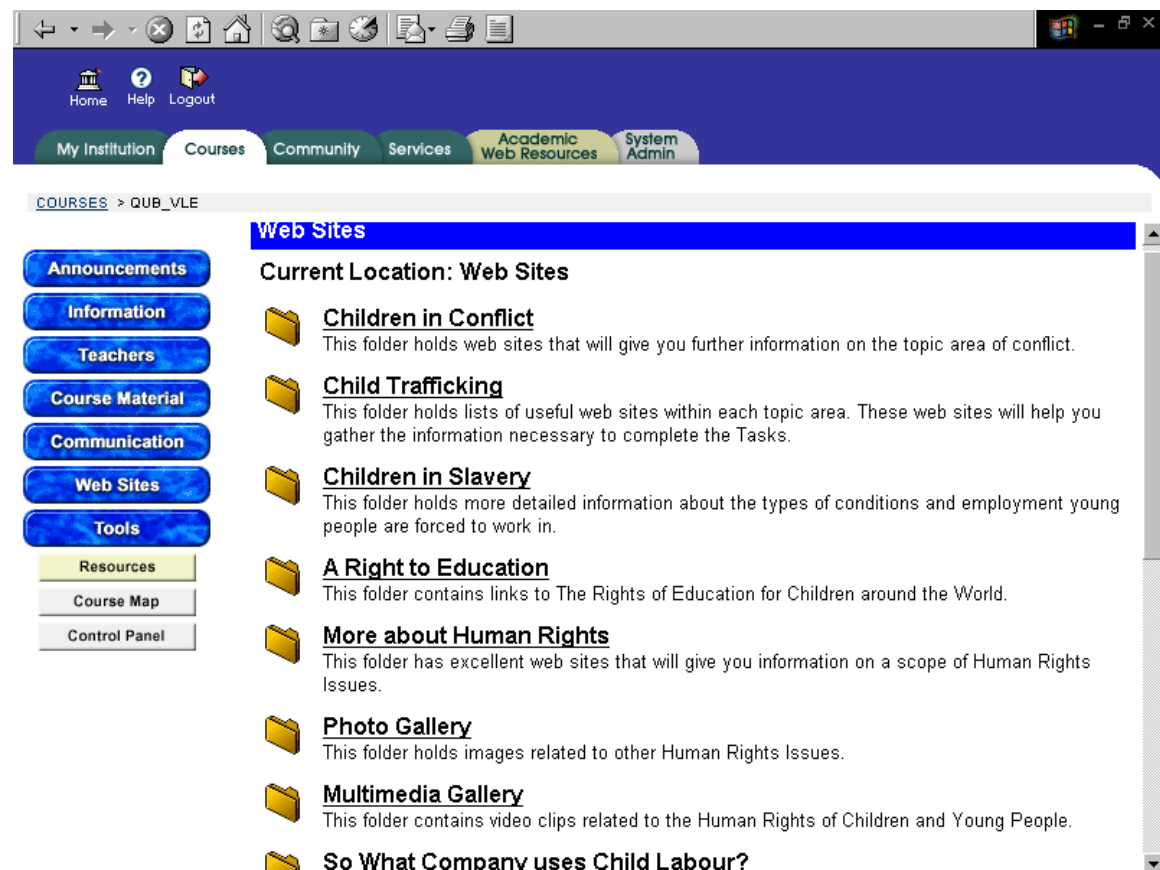 Home Help Logout
My Institution Courses Community Services Academic Web Resources System Admin
COURSES > QUB_VLE
Web Sites
Announcements
Information
Teachers
Course Material
Communication
Web Sites
Tools
Resources
Course Map
Control Panel
Current Location: Web Sites
Children in Conflict
This folder holds web sites that will give you further information on the topic area of conflict.
Child Trafficking
This folder holds lists of useful web sites within each topic area. These web sites will help you
gather the information necessary to complete the Tasks.
Children in Slavery
This folder holds more detailed information about the types of conditions and employment young
people are forced to work in.
A Right to Education
This folder contains links to The Rights of Education for Children around the World.
More about Human Rights
This folder has excellent web sites that will give you information on a scope of Human Rights
Issues.
Photo Gallery
This folder holds images related to other Human Rights Issues.
Multimedia Gallery
This folder contains video clips related to the Human Rights of Children and Young People.
So What Company uses Child Labour?